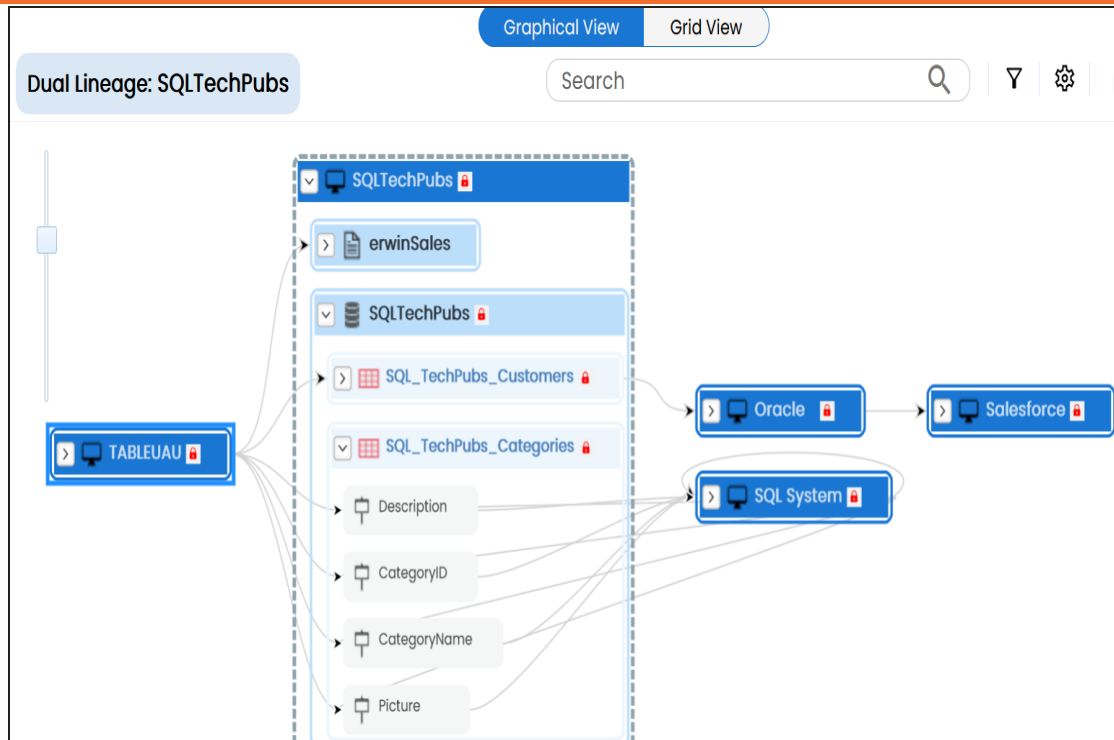 Graphical View
Grid View
Dual Lineage: SQLTechPubs
Search
SQLTechPubs
erwinSales
SQLTechPubs
SQL_TechPubs_Customers
Oracle
Salesforce
TABLEUAU
SQL_TechPubs_Categories
SQL System
Description
CategoryID
CategoryName
Picture